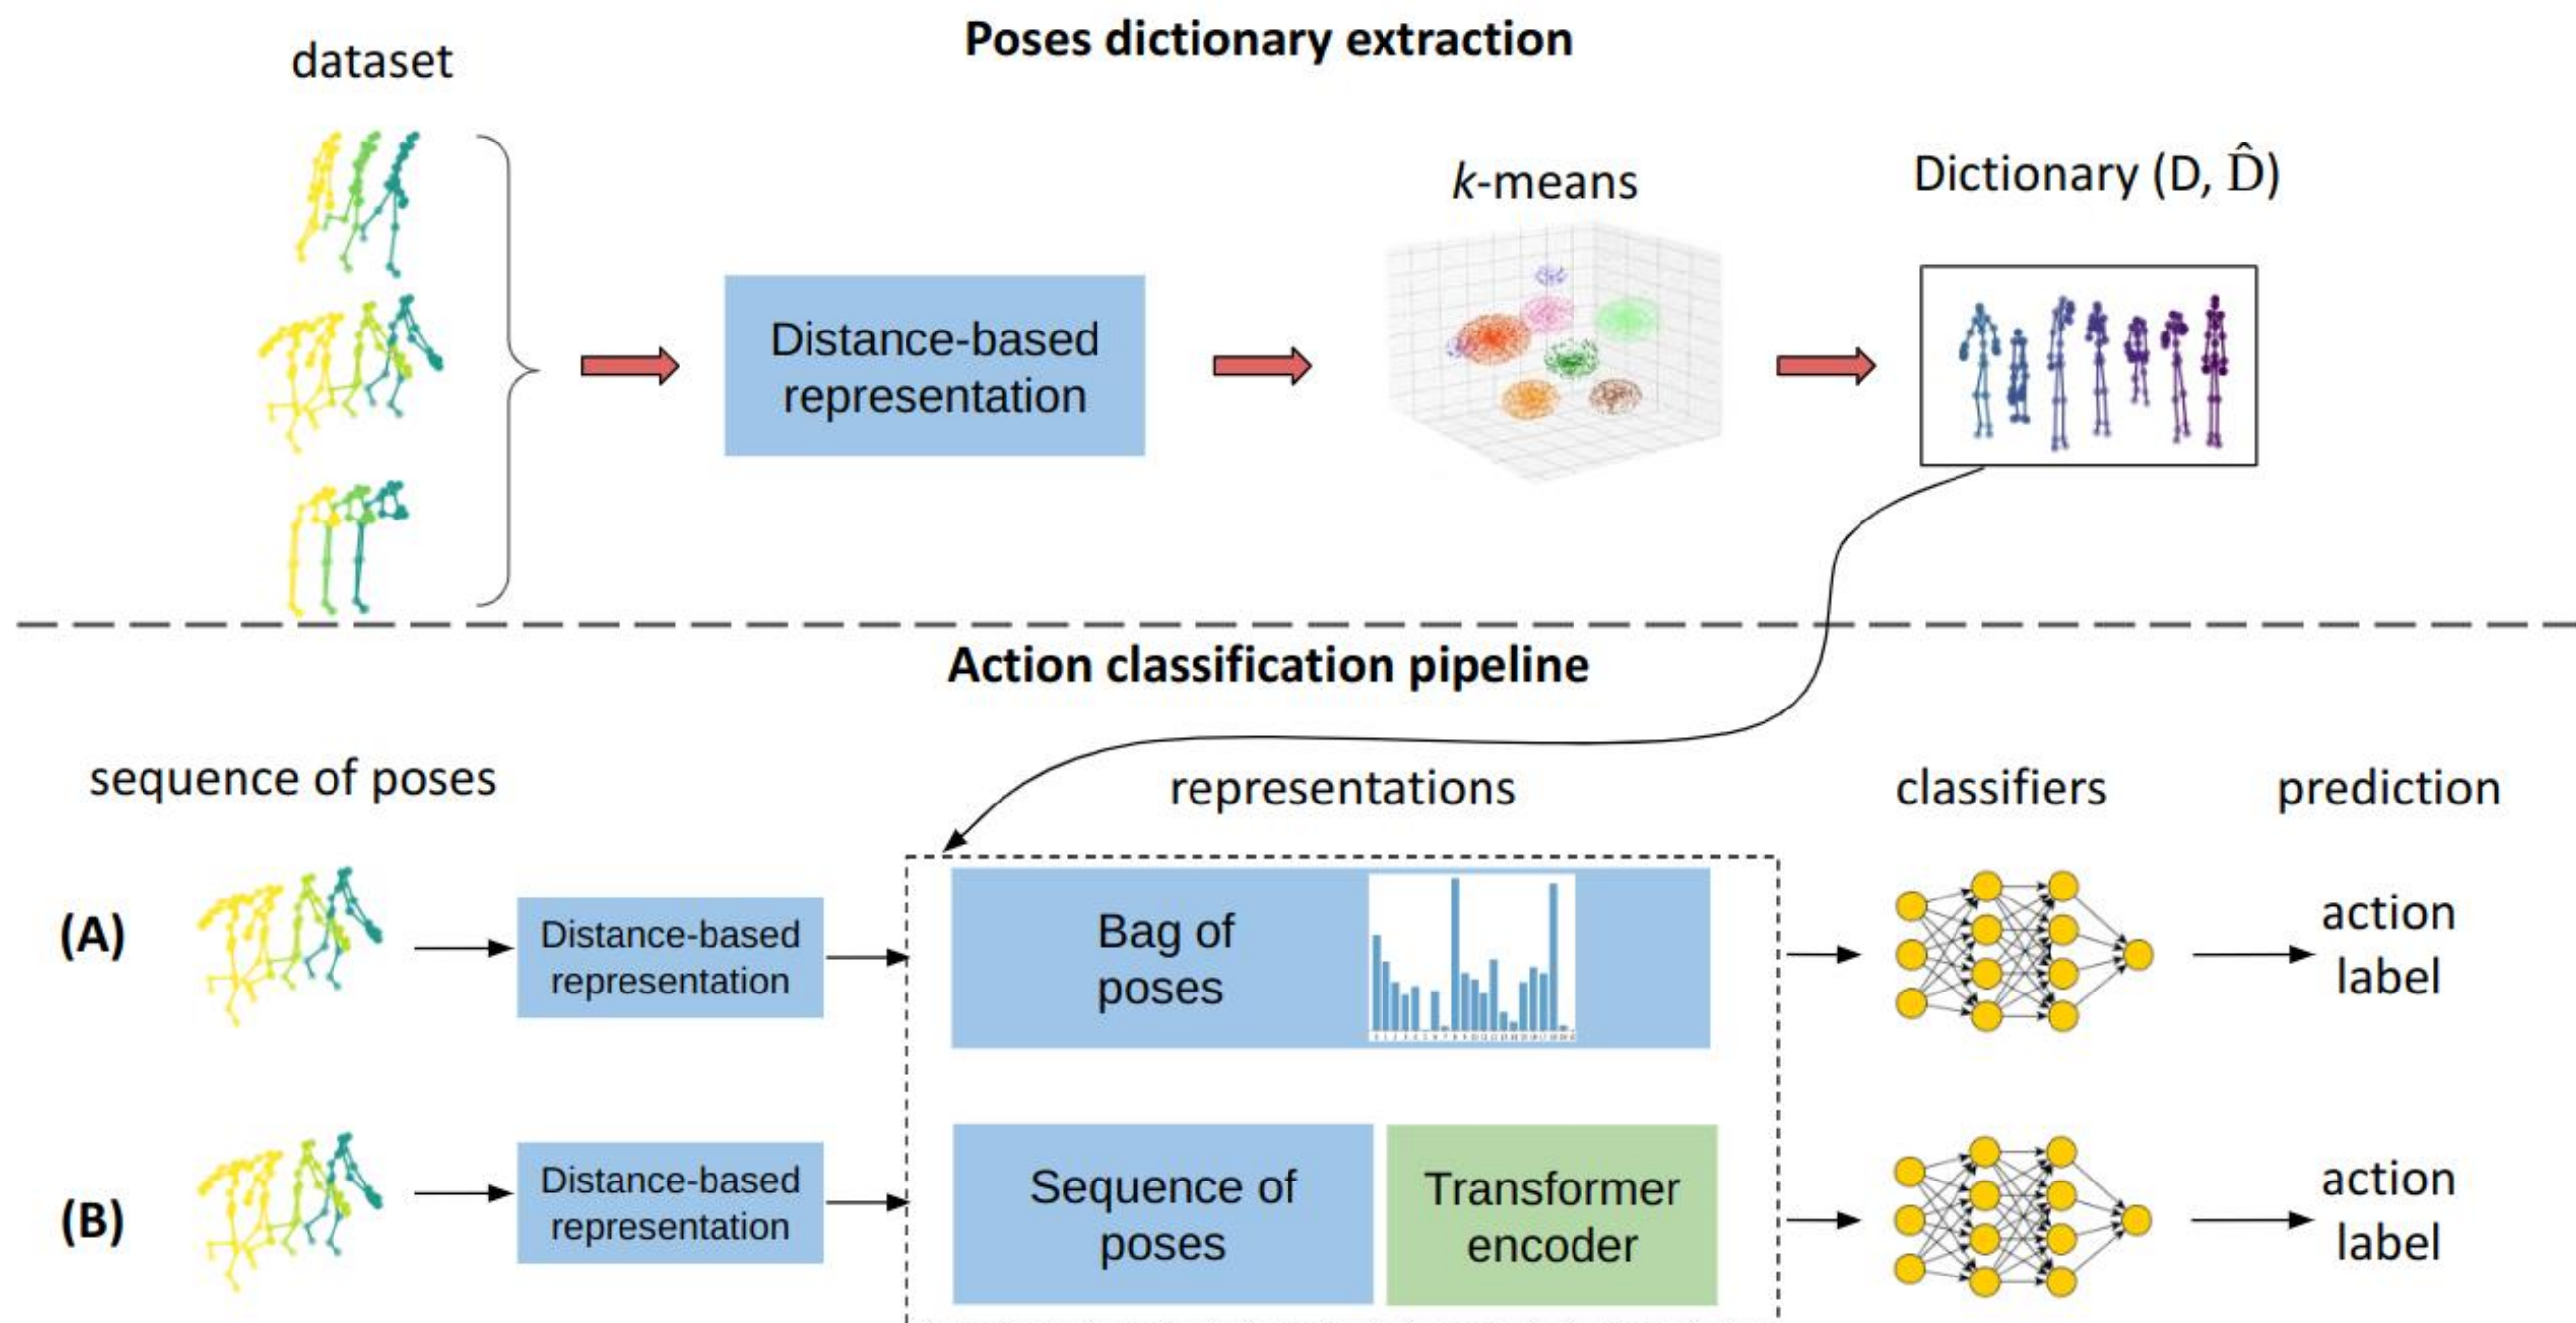 Poses dictionary extraction
dataset
k-means
Dictionary (D, D̂)
Distance-based
representation
Action classification pipeline
sequence of poses
representations
classifiers
prediction
(A)
Distance-based
representation
Bag of
poses
action
label
(B)
Distance-based
representation
Sequence of
poses
Transformer
encoder
action
label